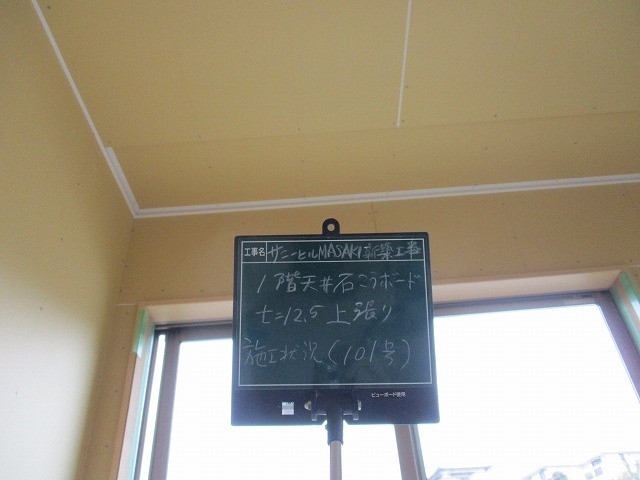 工事名 サニーヒルMASAKI新築工事
1階天井石こうボード
t=12.5上張り
施工状況(101号)
ビューボード使用